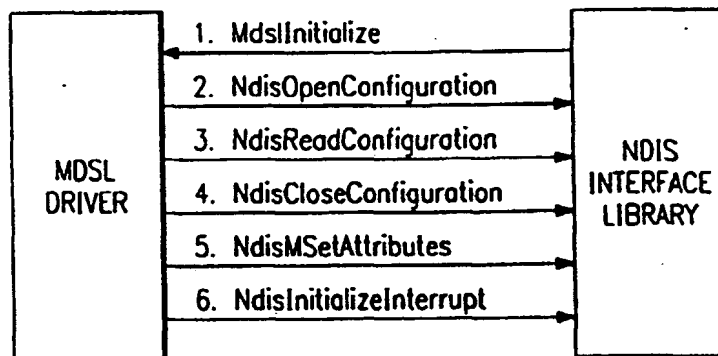 1. MdslInitialize
2. NdisOpenConfiguration
3. NdisReadConfiguration
4. NdisCloseConfiguration
5. NdisMSetAttributes
6. NdisInitializeInterrupt
MDSL
DRIVER
NDIS
INTERFACE
LIBRARY